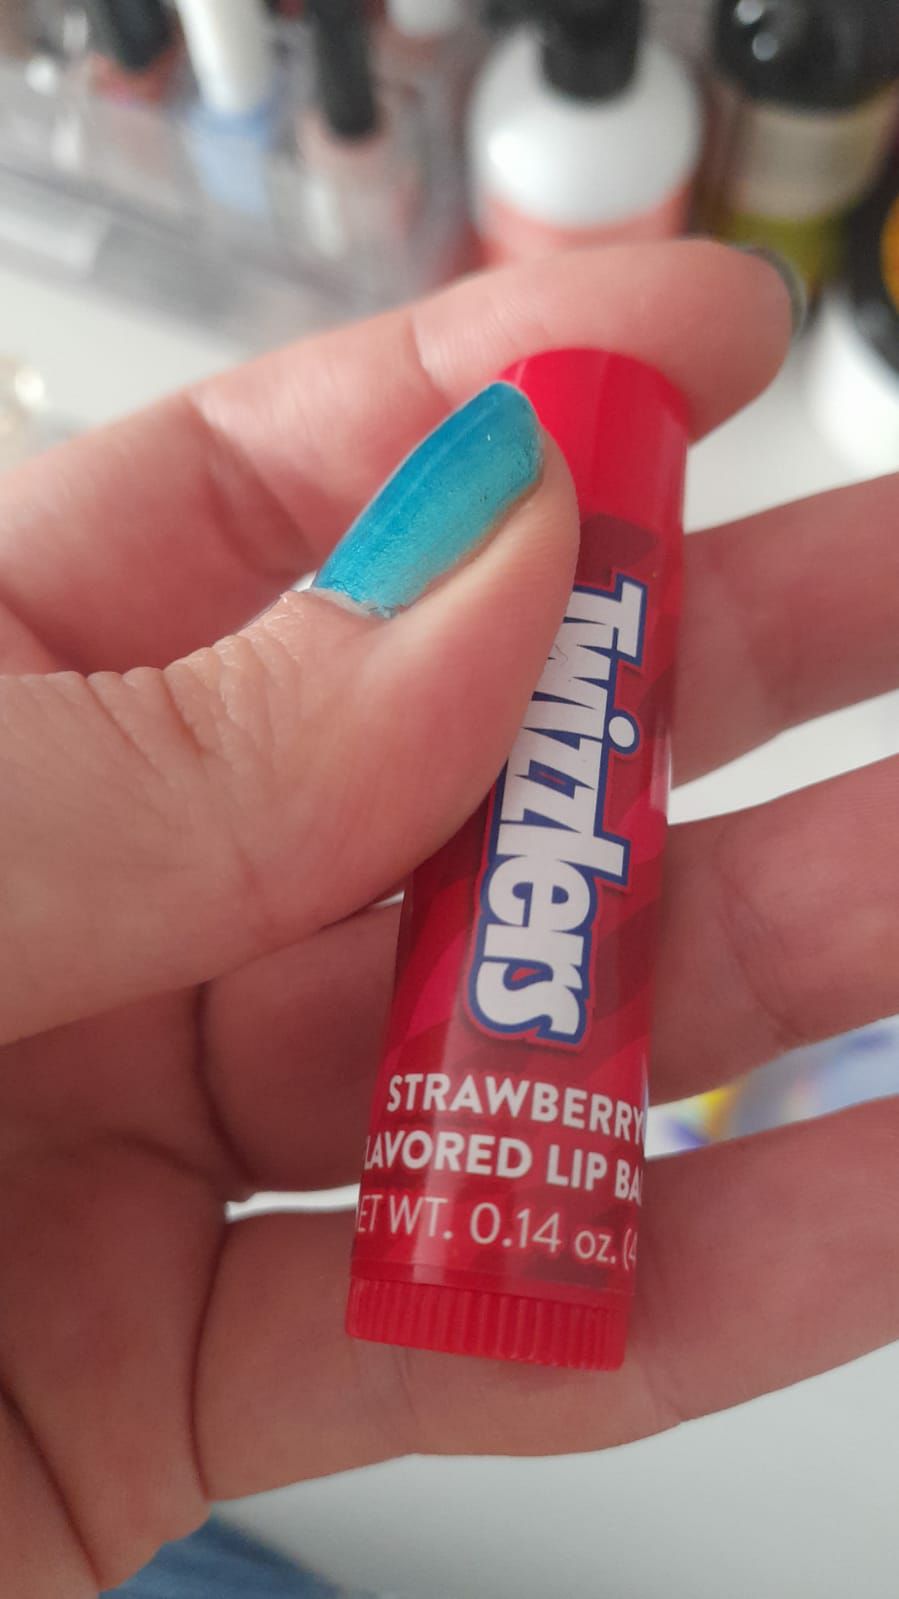 Twizzlers
STRAWBERRY
LAVORED LIP BA
ET WT. 0.14 oz. (4